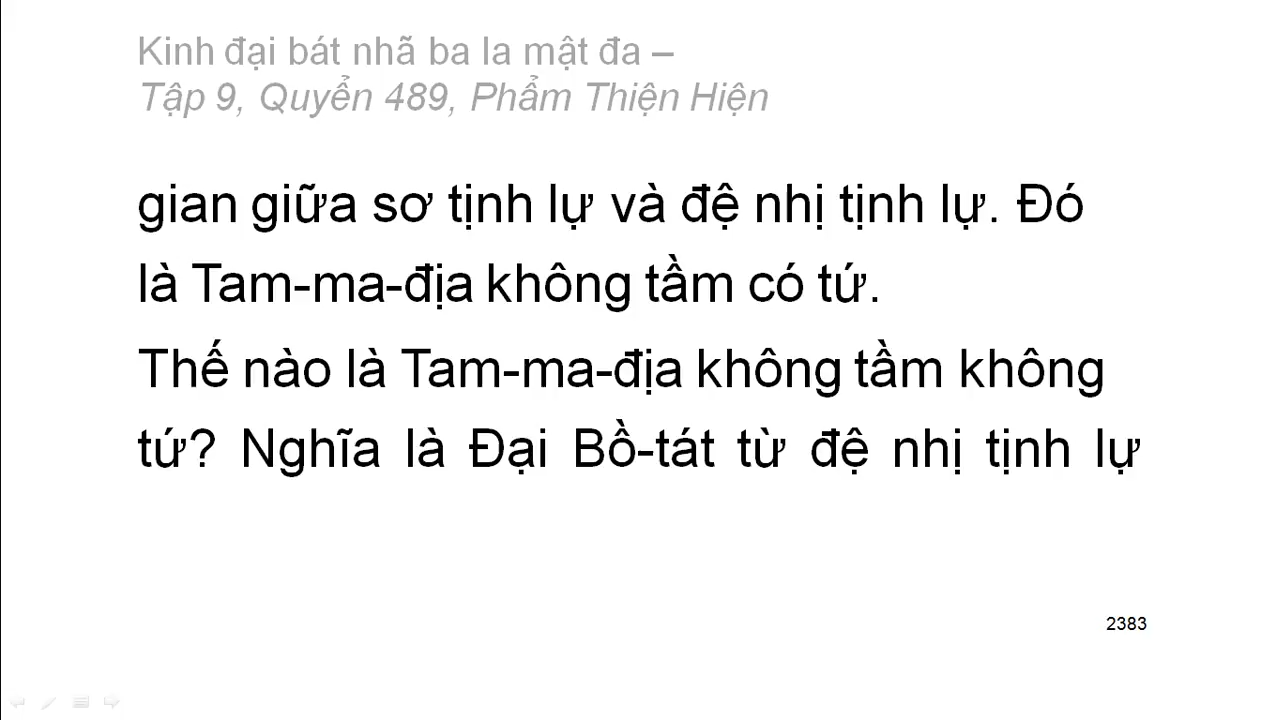 Kinh đại bát nhã ba la mật đa –
Tập 9, Quyển 489, Phẩm Thiện Hiện
gian giữa sơ tịnh lự và đệ nhị tịnh lự. Đó
là Tam-ma-địa không tầm có tứ.
Thế nào là Tam-ma-địa không tầm không
tứ? Nghĩa là Đại Bồ-tát từ đệ nhị tịnh lự
2383